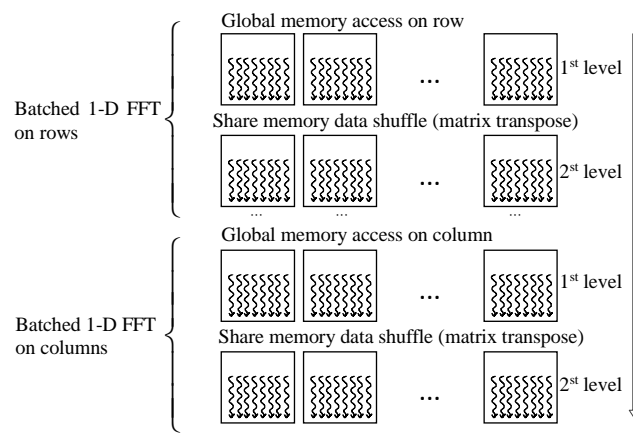 Global memory access on row
1st level
...
Batched 1-D FFT
on rows
Share memory data shuffle (matrix transpose)
2st level
...
... ... ...
Global memory access on column
1st level
...
Batched 1-D FFT
on columns
Share memory data shuffle (matrix transpose)
2st level
...